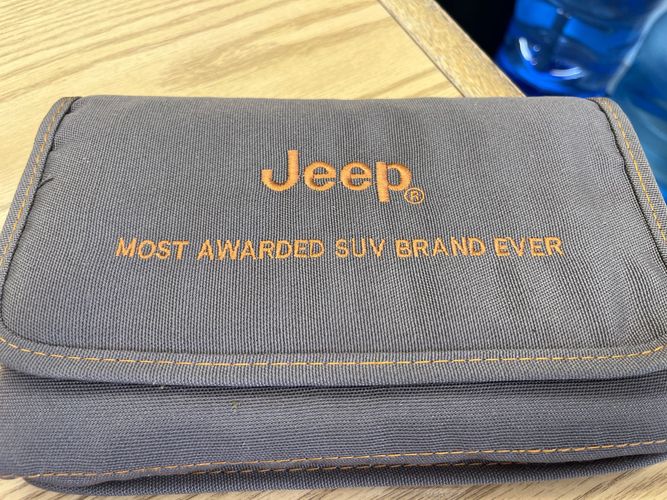 Jeep®
MOST AWARDED SUV BRAND EVER